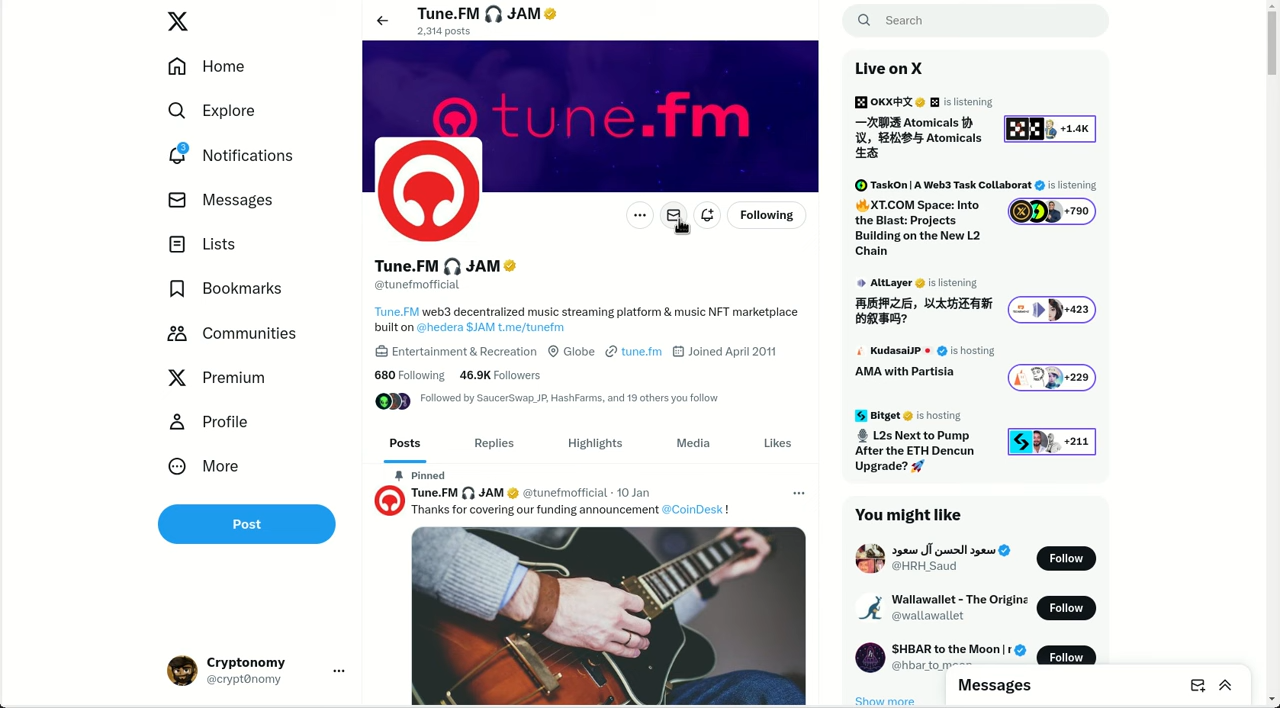 Tune.FM 🎧 JAM
2,314 posts
tune.fm
Home
Explore
3
Notifications
Messages
Lists
Bookmarks
Communities
Premium
Profile
More
Post
Cryptonomy
@crypt0nomy
Following
Tune.FM 🎧 JAM
@tunefmofficial
Tune.FM web3 decentralized music streaming platform & music NFT marketplace
built on @hedera $JAM t.me/tunefm
Entertainment & Recreation Globe tune.fm Joined April 2011
680 Following 46.9K Followers
Followed by SaucerSwap_JP, HashFarms, and 19 others you follow
Posts Replies Highlights Media Likes
Pinned
Tune.FM 🎧 JAM @tunefmofficial · 10 Jan
Thanks for covering our funding announcement @CoinDesk !
Search
Live on X
OKX中文 is listening
一次聊透 Atomicals 协
议，轻松参与 Atomicals
生态
+1.4K
TaskOn | A Web3 Task Collaborat is listening
🔥XT.COM Space: Into
the Blast: Projects
Building on the New L2
Chain
+790
AltLayer is listening
再质押之后，以太坊还有新
的叙事吗?
+423
KudasaiJP is hosting
AMA with Partisia
+229
Bitget is hosting
🎙️ L2s Next to Pump
After the ETH Dencun
Upgrade? 🚀
+211
You might like
سعود الحسن آل سعود
@HRH_Saud
Follow
Wallawallet - The Origina
@wallawallet
Follow
$HBAR to the Moon |
@hbar_to_moon
Follow
Show more
Messages